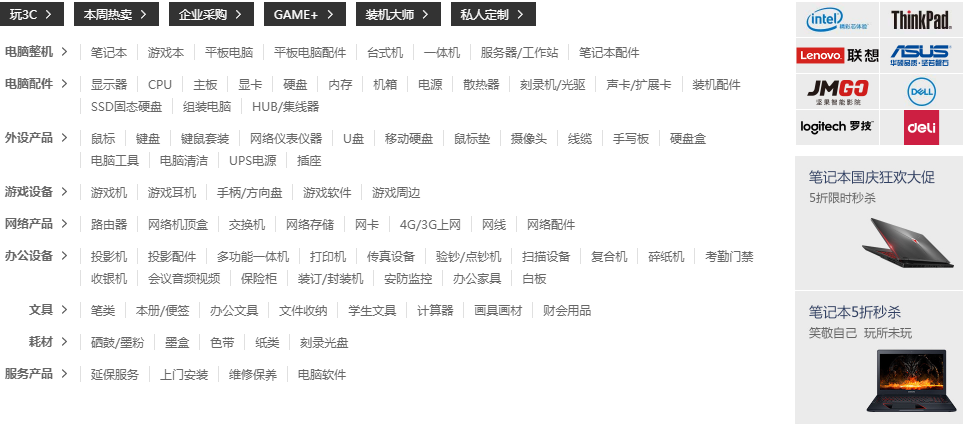 玩3C 本周热卖 企业采购 GAME+ 装机大师 私人定制
电脑整机 笔记本 游戏本 平板电脑 平板电脑配件 台式机 一体机 服务器/工作站 笔记本配件
电脑配件 显示器 CPU 主板 显卡 硬盘 内存 机箱 电源 散热器 刻录机/光驱 声卡/扩展卡 装机配件
SSD固态硬盘 组装电脑 HUB/集线器
外设产品 鼠标 键盘 键鼠套装 网络仪表仪器 U盘 移动硬盘 鼠标垫 摄像头 线缆 手写板 硬盘盒
电脑工具 电脑清洁 UPS电源 插座
游戏设备 游戏机 游戏耳机 手柄/方向盘 游戏软件 游戏周边
网络产品 路由器 网络机顶盒 交换机 网络存储 网卡 4G/3G上网 网线 网络配件
办公设备 投影机 投影配件 多功能一体机 打印机 传真设备 验钞/点钞机 扫描设备 复合机 碎纸机 考勤门禁
收银机 会议音频视频 保险柜 装订/封装机 安防监控 办公家具 白板
文具 笔类 本册/便签 办公文具 文件收纳 学生文具 计算器 画具画材 财会用品
耗材 硒鼓/墨粉 墨盒 色带 纸类 刻录光盘
服务产品 延保服务 上门安装 维修保养 电脑软件
intel 精彩芯体验 ThinkPad
Lenovo 联想 ASUS
华硕品质·坚若磐石
JMGO DELL
坚果智能影院
logitech 罗技 deli
笔记本国庆狂欢大促
5折限时秒杀
笔记本5折秒杀
笑敬自己 玩所未玩